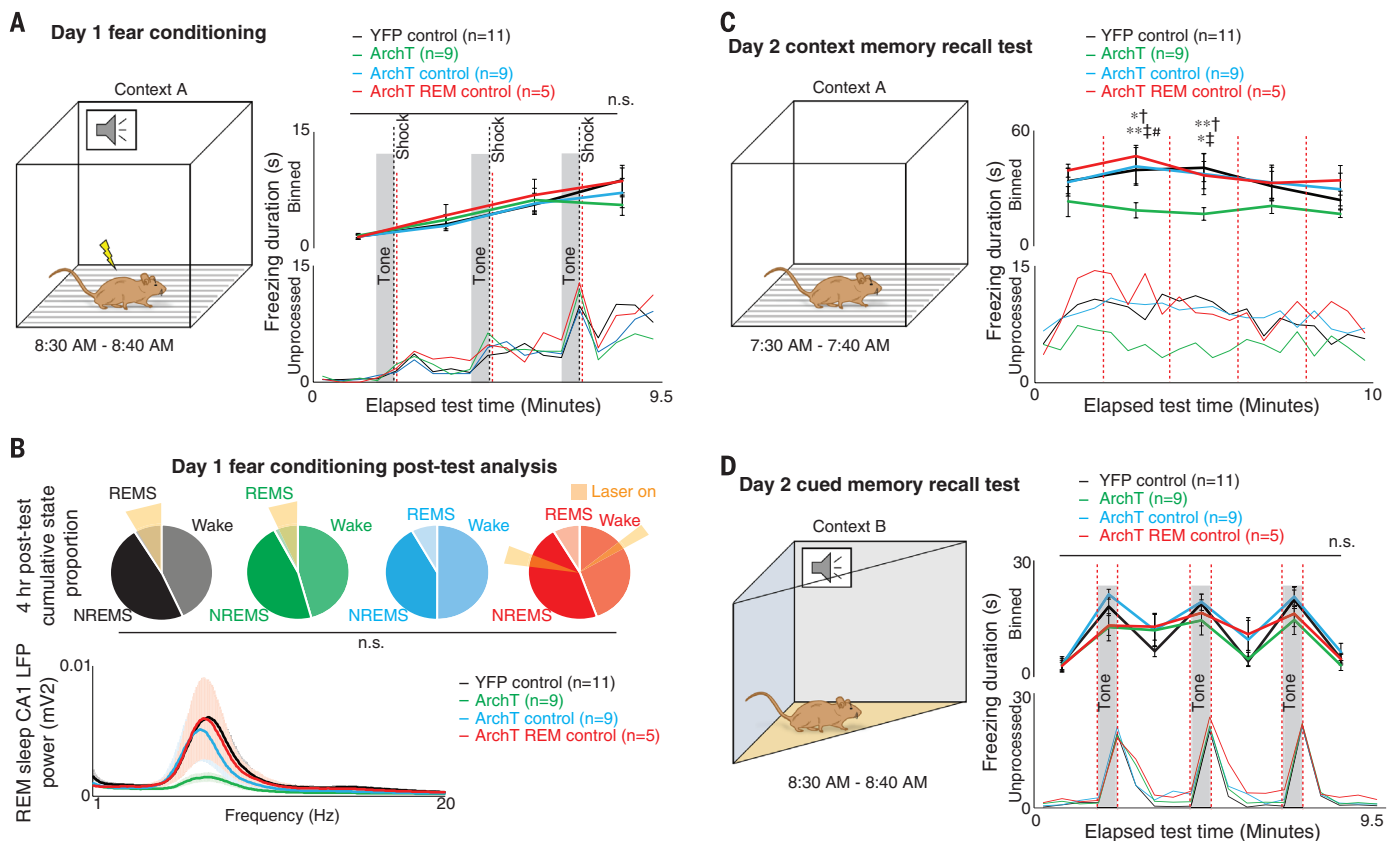 A
Day 1 fear conditioning
YFP control (n=11)
ArchT (n=9)
ArchT control (n=9)
ArchT REM control (n=5)
n.s.
Context A
8:30 AM - 8:40 AM
Freezing duration (s)
Binned
Unprocessed
15
0
15
0
Shock
Shock
Shock
Tone
Tone
Tone
0
9.5
Elapsed test time (Minutes)
B
Day 1 fear conditioning post-test analysis
4 hr post-test
cumulative state
proportion
REMS
Wake
NREMS
REMS
Wake
NREMS
REMS
Wake
NREMS
REMS
Wake
NREMS
Laser on
n.s.
REM sleep CA1 LFP
power (mV2)
0.01
0
1
20
Frequency (Hz)
YFP control (n=11)
ArchT (n=9)
ArchT control (n=9)
ArchT REM control (n=5)
C
Day 2 context memory recall test
YFP control (n=11)
ArchT (n=9)
ArchT control (n=9)
ArchT REM control (n=5)
Context A
7:30 AM - 7:40 AM
Freezing duration (s)
Binned
Unprocessed
60
0
15
0
*†
**‡#
**†
*‡
0
10
Elapsed test time (Minutes)
D
Day 2 cued memory recall test
YFP control (n=11)
ArchT (n=9)
ArchT control (n=9)
ArchT REM control (n=5)
n.s.
Context B
8:30 AM - 8:40 AM
Freezing duration (s)
Binned
Unprocessed
30
0
30
0
Tone
Tone
Tone
0
9.5
Elapsed test time (Minutes)